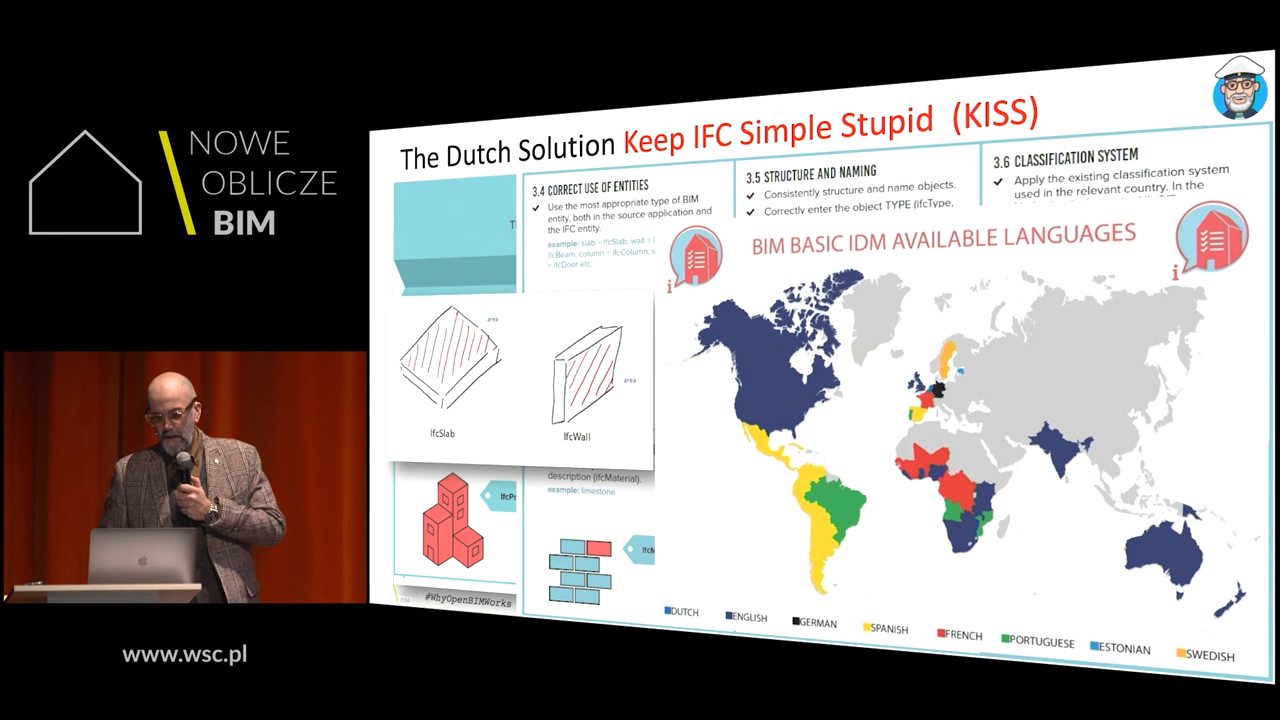 NOWE
OBLICZE
BIM
www.wsc.pl
The Dutch Solution Keep IFC Simple Stupid (KISS)
3.4 CORRECT USE OF ENTITIES
✔ Use the most appropriate type of BIM
entity, both in the source application and
the IFC entity.
example: slab = ifcSlab, wall =
ifcBeam, column = ifcColumn, s
= ifcDoor etc.
3.5 STRUCTURE AND NAMING
✔ Consistently structure and name objects.
✔ Correctly enter the object TYPE (ifcType,
3.6 CLASSIFICATION SYSTEM
✔ Apply the existing classification system
used in the relevant country. In the
BIM BASIC IDM AVAILABLE LANGUAGES
area
area
IfcSlab
IfcWall
description (ifcMaterial).
example: limestone
IfcPr
#WhyOpenBIMWorks
DUTCH
ENGLISH
GERMAN
SPANISH
FRENCH
PORTUGUESE
ESTONIAN
SWEDISH